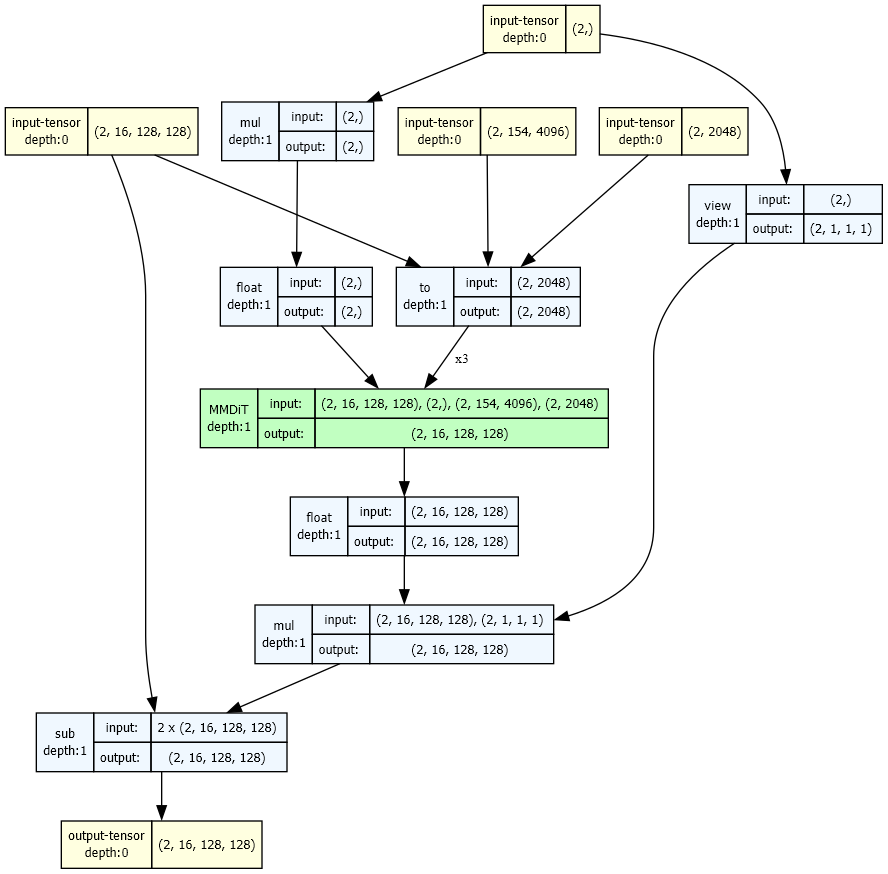 input-tensor
depth:0
(2,)
input-tensor
depth:0
(2, 16, 128, 128)
mul
depth:1
input:
(2,)
output:
(2,)
input-tensor
depth:0
(2, 154, 4096)
input-tensor
depth:0
(2, 2048)
view
depth:1
input:
(2,)
output:
(2, 1, 1, 1)
float
depth:1
input:
(2,)
output:
(2,)
to
depth:1
input:
(2, 2048)
output:
(2, 2048)
x3
MMDiT
depth:1
input:
(2, 16, 128, 128), (2,), (2, 154, 4096), (2, 2048)
output:
(2, 16, 128, 128)
float
depth:1
input:
(2, 16, 128, 128)
output:
(2, 16, 128, 128)
mul
depth:1
input:
(2, 16, 128, 128), (2, 1, 1, 1)
output:
(2, 16, 128, 128)
sub
depth:1
input:
2 x (2, 16, 128, 128)
output:
(2, 16, 128, 128)
output-tensor
depth:0
(2, 16, 128, 128)